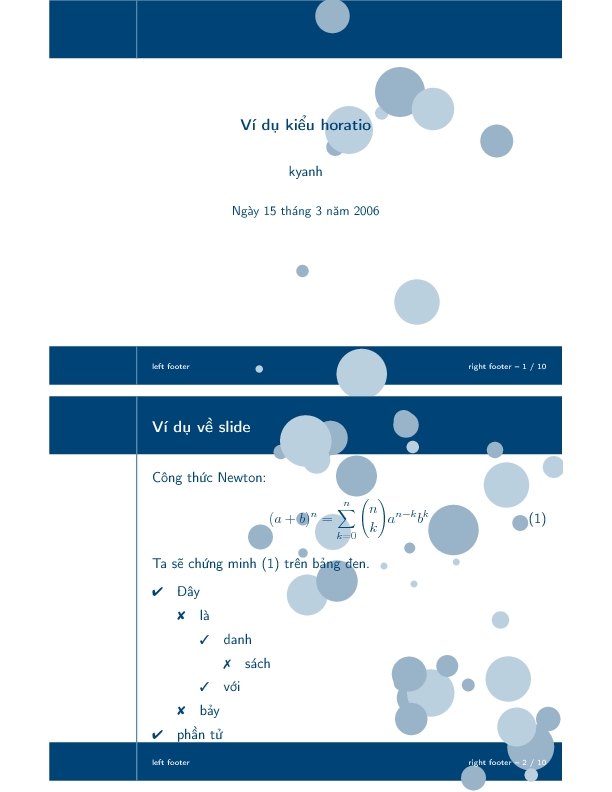 Ví dụ kiểu horatio
kyanh
Ngày 15 tháng 3 năm 2006
left footer
right footer – 1 / 10
Ví dụ về slide
Công thức Newton:
(a + b)^n = \sum_{k=0}^{n} \binom{n}{k} a^{n-k} b^k (1)
Ta sẽ chứng minh (1) trên bảng đen.
✔ Đây
✘ là
✓ danh
✗ sách
✓ với
✘ bảy
✔ phần tử
left footer
right footer – 2 / 10